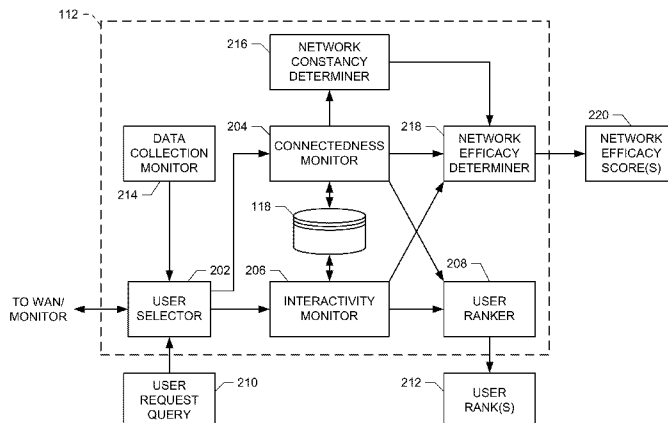 112
216
NETWORK
CONSTANCY
DETERMINER
204
CONNECTEDNESS
MONITOR
218
NETWORK
EFFICACY
DETERMINER
220
NETWORK
EFFICACY
SCORE(S)
DATA
COLLECTION
MONITOR
214
118
202
USER
SELECTOR
206
INTERACTIVITY
MONITOR
208
USER
RANKER
TO WAN/
MONITOR
USER
REQUEST
QUERY
210
212
USER
RANK(S)